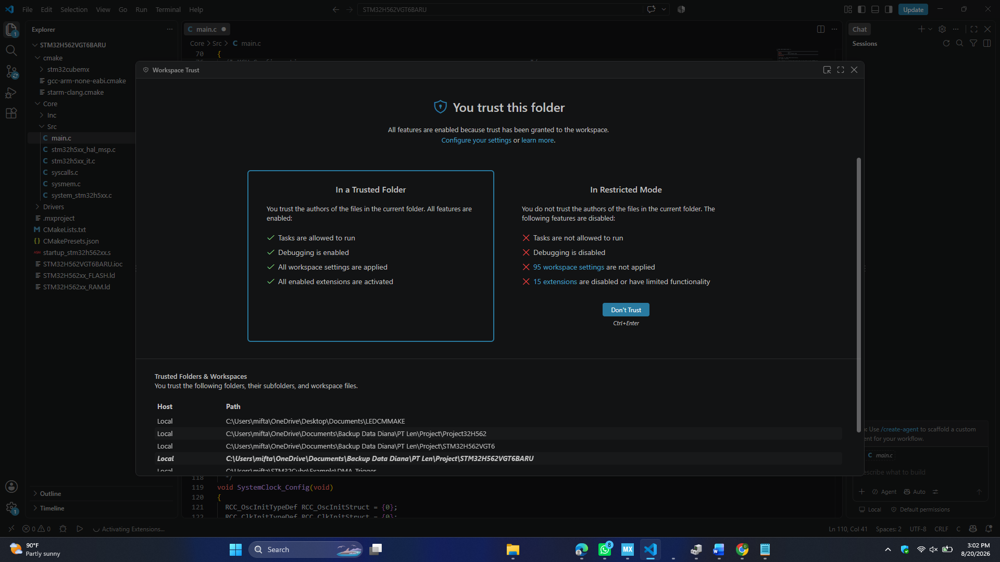 File Edit Selection View Go Run Terminal Help
STM32H562VGT6BARU
Update
Explorer
1
STM32H562VGT6BARU
cmake
stm32cubemx
gcc-arm-none-eabi.cmake
starm-clang.cmake
Core
Inc
Src
C main.c
C stm32h5xx_hal_msp.c
C stm32h5xx_it.c
C syscalls.c
C sysmem.c
C system_stm32h5xx.c
Drivers
.mxproject
M CMakeLists.txt
{} CMakePresets.json
startup_stm32h562xx.s
STM32H562VGT6BARU.ioc
STM32H562xx_FLASH.ld
STM32H562xx_RAM.ld
Outline
Timeline
1
C main.c
Core > Src > C main.c
70 {
Workspace Trust
You trust this folder
All features are enabled because trust has been granted to the workspace.
Configure your settings or learn more.
In a Trusted Folder
You trust the authors of the files in the current folder. All features are
enabled:
Tasks are allowed to run
Debugging is enabled
All workspace settings are applied
All enabled extensions are activated
In Restricted Mode
You do not trust the authors of the files in the current folder. The
following features are disabled:
Tasks are not allowed to run
Debugging is disabled
95 workspace settings are not applied
15 extensions are disabled or have limited functionality
Don't Trust
Ctrl+Enter
Trusted Folders & Workspaces
You trust the following folders, their subfolders, and workspace files.
Host Path
Local C:\Users\mifta\OneDrive\Desktop\Documents\LEDCMMAKE
Local C:\Users\mifta\OneDrive\Documents\Backup Data Diana\PT Len\Project\Project32H562
Local C:\Users\mifta\OneDrive\Documents\Backup Data Diana\PT Len\Project\STM32H562VGT6
Local C:\Users\mifta\OneDrive\Documents\Backup Data Diana\PT Len\Project\STM32H562VGT6BARU
Local C:\Users\mifta\STM32Cube\Example\DMA_Trigger
118 */
119 void SystemClock_Config(void)
120 {
121 RCC_OscInitTypeDef RCC_OscInitStruct = {0};
122 RCC_ClkInitTypeDef RCC_ClkInitStruct = {0};
Chat
Sessions
Use /create-agent to scaffold a custom
for your workflow.
C main.c
what to build
Agent Auto
Local Default permissions
0 0 Activating Extensions...
Ln 110, Col 41 Spaces: 2 UTF-8 CRLF C
90°F
Partly sunny
Search
8
MX
W
D
3:02 PM
8/20/2026